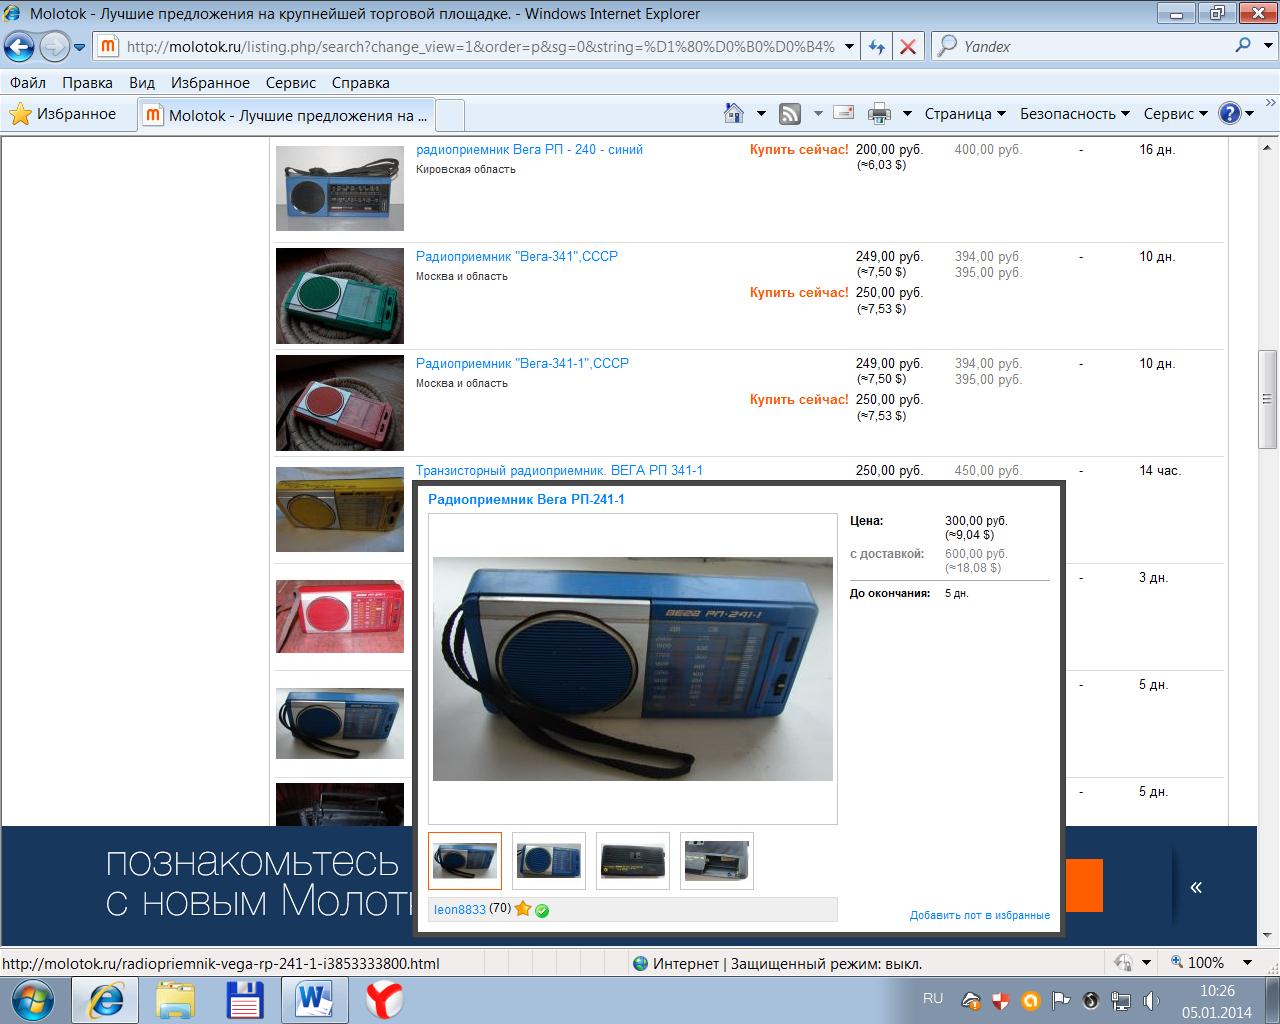 Molotok - Лучшие предложения на крупнейшей торговой площадке. - Windows Internet Explorer
http://molotok.ru/listing.php/search?change_view=1&order=p&sg=0&string=%D1%80%D0%B0%D0%B4%
Yandex
Файл Правка Вид Избранное Сервис Справка
Избранное
Molotok - Лучшие предложения на ...
Страница Безопасность Сервис
радиоприемник Вега РП - 240 - синий Купить сейчас! 200,00 руб. 400,00 руб. - 16 дн.
Кировская область (≈6,03 $)
Радиоприемник "Вега-341",СССР 249,00 руб. 394,00 руб. - 10 дн.
Москва и область (≈7,50 $) 395,00 руб.
Купить сейчас! 250,00 руб.
(≈7,53 $)
Радиоприемник "Вега-341-1",СССР 249,00 руб. 394,00 руб. - 10 дн.
Москва и область (≈7,50 $) 395,00 руб.
Купить сейчас! 250,00 руб.
(≈7,53 $)
Транзисторный радиоприемник. ВЕГА РП 341-1 250,00 руб. 450,00 руб. - 14 час.
- 3 дн.
- 5 дн.
- 5 дн.
Радиоприемник Вега РП-241-1
ВЕГА РП-241-1
Цена: 300,00 руб.
(≈9,04 $)
с доставкой: 600,00 руб.
(≈18,08 $)
До окончания: 5 дн.
leon8833 (70)
Добавить лот в избранные
познакомьтесь
с новым Молотк
«
http://molotok.ru/radiopriemnik-vega-rp-241-1-i3853333800.html
Интернет | Защищенный режим: выкл.
100%
RU
10:26
05.01.2014